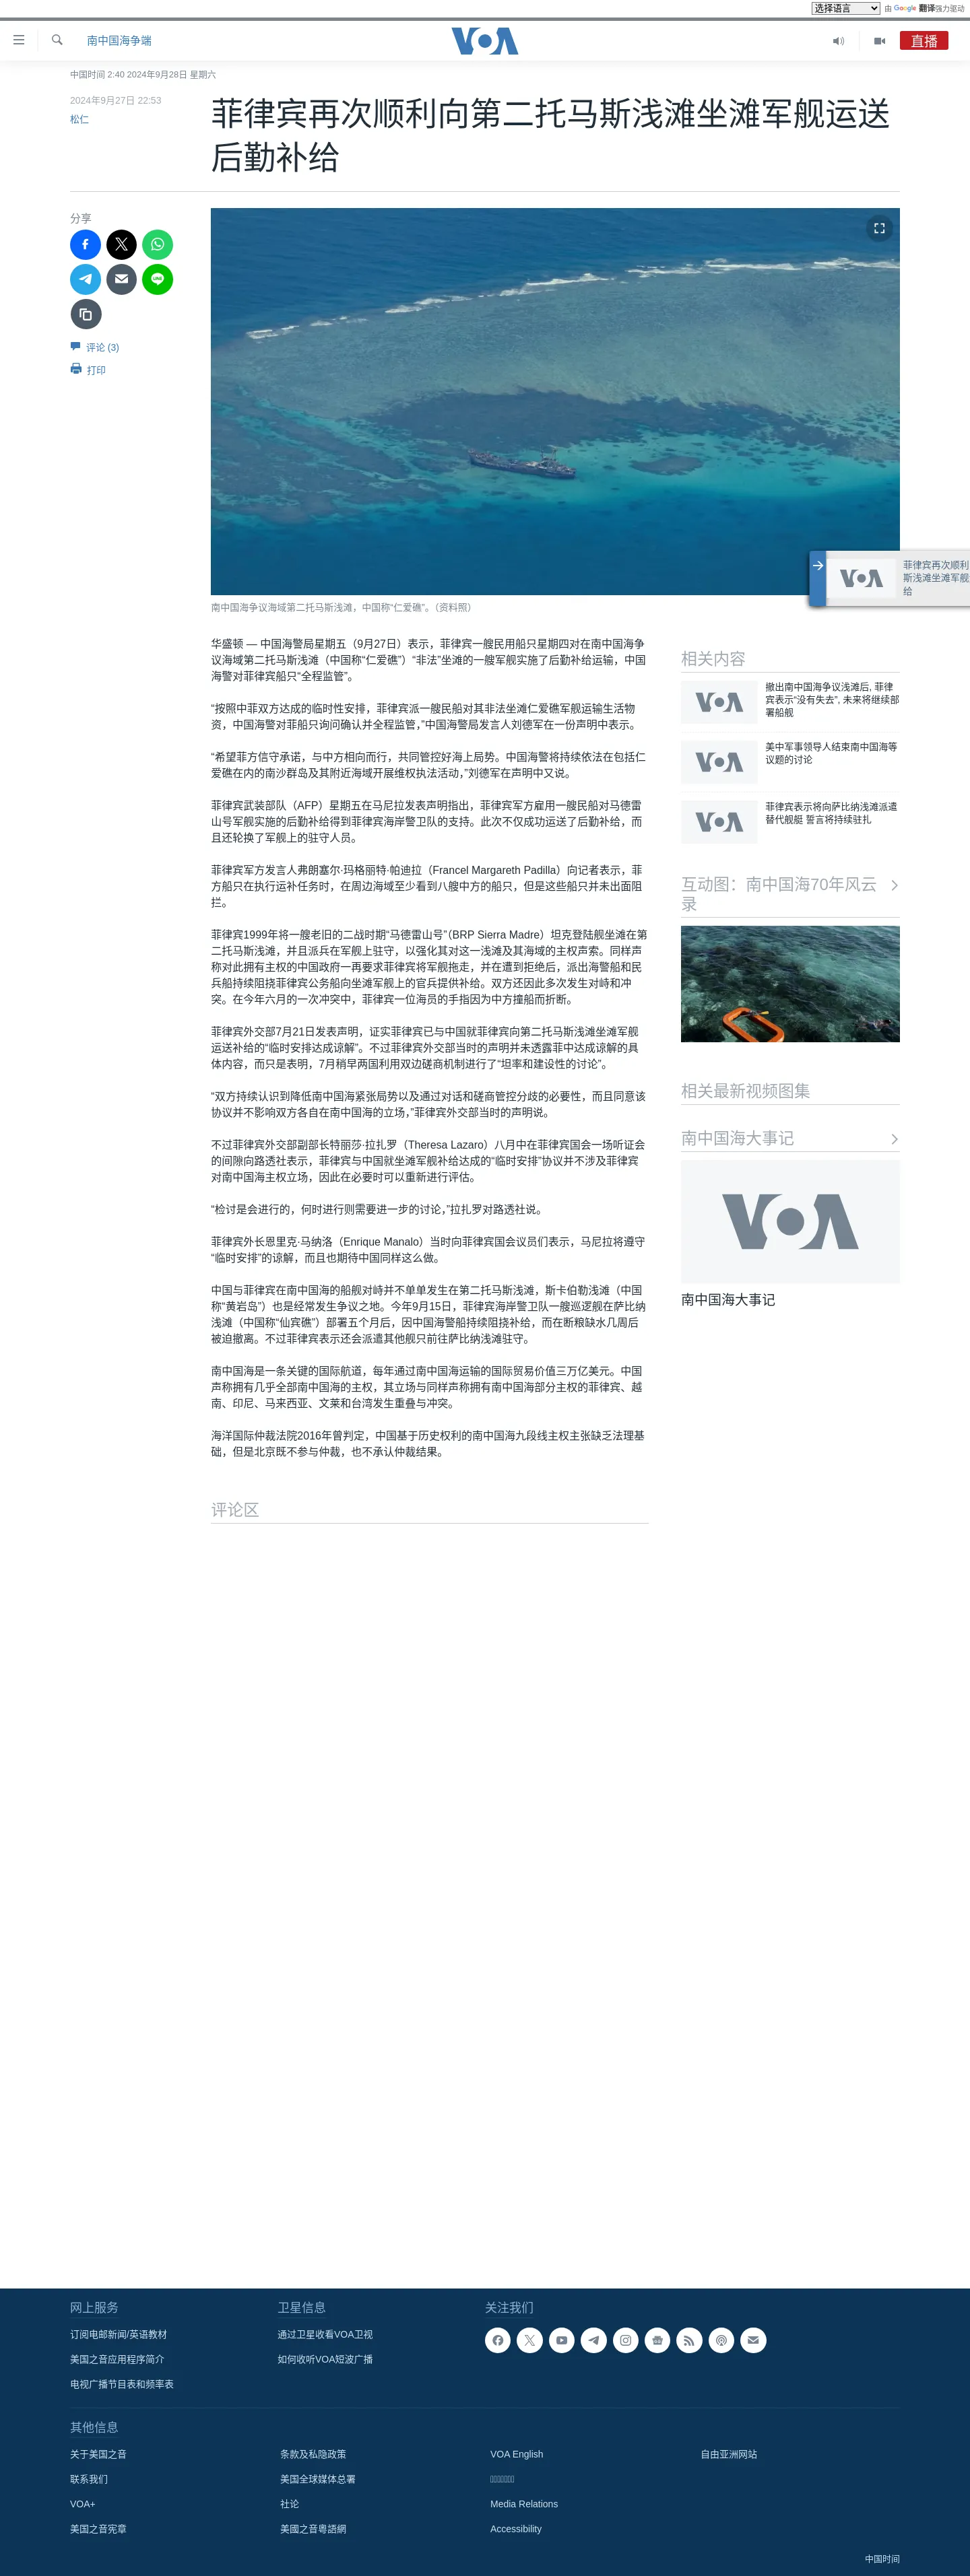 选择语言 由 Google 翻译强力驱动
南中国海争端
VOA
直播
中国时间 2:40 2024年9月28日 星期六
2024年9月27日 22:53
松仁
菲律宾再次顺利向第二托马斯浅滩坐滩军舰运送
后勤补给
分享
LINE
评论 (3)
打印
菲律宾再次顺利
斯浅滩坐滩军舰
给
VOA
南中国海争议海域第二托马斯浅滩，中国称“仁爱礁”。（资料照）
华盛顿 — 中国海警局星期五（9月27日）表示，菲律宾一艘民用船只星期四对在南中国海争
议海域第二托马斯浅滩（中国称“仁爱礁”）“非法”坐滩的一艘军舰实施了后勤补给运输，中国
海警对菲律宾船只“全程监管”。
“按照中菲双方达成的临时性安排，菲律宾派一艘民船对其非法坐滩仁爱礁军舰运输生活物
资，中国海警对菲船只询问确认并全程监管，”中国海警局发言人刘德军在一份声明中表示。
“希望菲方信守承诺，与中方相向而行，共同管控好海上局势。中国海警将持续依法在包括仁
爱礁在内的南沙群岛及其附近海域开展维权执法活动，”刘德军在声明中又说。
菲律宾武装部队（AFP）星期五在马尼拉发表声明指出，菲律宾军方雇用一艘民船对马德雷
山号军舰实施的后勤补给得到菲律宾海岸警卫队的支持。此次不仅成功运送了后勤补给，而
且还轮换了军舰上的驻守人员。
菲律宾军方发言人弗朗塞尔·玛格丽特·帕迪拉（Francel Margareth Padilla）向记者表示，菲
方船只在执行运补任务时，在周边海域至少看到八艘中方的船只，但是这些船只并未出面阻
拦。
菲律宾1999年将一艘老旧的二战时期“马德雷山号”（BRP Sierra Madre）坦克登陆舰坐滩在第
二托马斯浅滩，并且派兵在军舰上驻守，以强化其对这一浅滩及其海域的主权声索。同样声
称对此拥有主权的中国政府一再要求菲律宾将军舰拖走，并在遭到拒绝后，派出海警船和民
兵船持续阻挠菲律宾公务船向坐滩军舰上的官兵提供补给。双方还因此多次发生对峙和冲
突。在今年六月的一次冲突中，菲律宾一位海员的手指因为中方撞船而折断。
菲律宾外交部7月21日发表声明，证实菲律宾已与中国就菲律宾向第二托马斯浅滩坐滩军舰
运送补给的“临时安排达成谅解”。不过菲律宾外交部当时的声明并未透露菲中达成谅解的具
体内容，而只是表明，7月稍早两国利用双边磋商机制进行了“坦率和建设性的讨论”。
“双方持续认识到降低南中国海紧张局势以及通过对话和磋商管控分歧的必要性，而且同意该
协议并不影响双方各自在南中国海的立场，”菲律宾外交部当时的声明说。
不过菲律宾外交部副部长特丽莎·拉扎罗（Theresa Lazaro）八月中在菲律宾国会一场听证会
的间隙向路透社表示，菲律宾与中国就坐滩军舰补给达成的“临时安排”协议并不涉及菲律宾
对南中国海主权立场，因此在必要时可以重新进行评估。
“检讨是会进行的，何时进行则需要进一步的讨论，”拉扎罗对路透社说。
菲律宾外长恩里克·马纳洛（Enrique Manalo）当时向菲律宾国会议员们表示，马尼拉将遵守
“临时安排”的谅解，而且也期待中国同样这么做。
中国与菲律宾在南中国海的船舰对峙并不单单发生在第二托马斯浅滩，斯卡伯勒浅滩（中国
称“黄岩岛”）也是经常发生争议之地。今年9月15日，菲律宾海岸警卫队一艘巡逻舰在萨比纳
浅滩（中国称“仙宾礁”）部署五个月后，因中国海警船持续阻挠补给，而在断粮缺水几周后
被迫撤离。不过菲律宾表示还会派遣其他舰只前往萨比纳浅滩驻守。
南中国海是一条关键的国际航道，每年通过南中国海运输的国际贸易价值三万亿美元。中国
声称拥有几乎全部南中国海的主权，其立场与同样声称拥有南中国海部分主权的菲律宾、越
南、印尼、马来西亚、文莱和台湾发生重叠与冲突。
海洋国际仲裁法院2016年曾判定，中国基于历史权利的南中国海九段线主权主张缺乏法理基
础，但是北京既不参与仲裁，也不承认仲裁结果。
相关内容
VOA
撤出南中国海争议浅滩后, 菲律
宾表示“没有失去”, 未来将继续部
署船舰
VOA
美中军事领导人结束南中国海等
议题的讨论
VOA
菲律宾表示将向萨比纳浅滩派遣
替代舰艇 誓言将持续驻扎
互动图：南中国海70年风云
录
相关最新视频图集
南中国海大事记
VOA
南中国海大事记
评论区
网上服务
订阅电邮新闻/英语教材
美国之音应用程序简介
电视广播节目表和频率表
卫星信息
通过卫星收看VOA卫视
如何收听VOA短波广播
关注我们
其他信息
关于美国之音
联系我们
VOA+
美国之音宪章
条款及私隐政策
美国全球媒体总署
社论
美國之音粵語網
VOA English
Media Relations
Accessibility
自由亚洲网站
中国时间